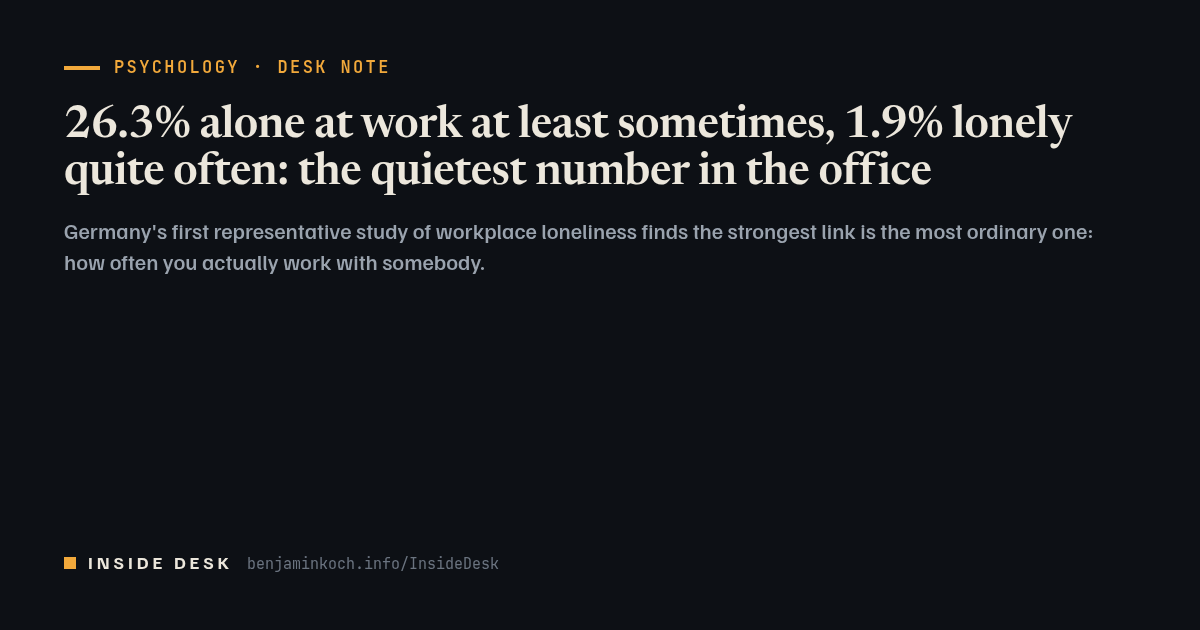 PSYCHOLOGY · DESK NOTE
26.3% alone at work at least sometimes, 1.9% lonely
quite often: the quietest number in the office
Germany's first representative study of workplace loneliness finds the strongest link is the most ordinary one:
how often you actually work with somebody.
INSIDE DESK benjaminkoch.info/InsideDesk